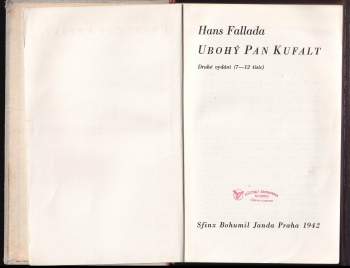 Hans Fallada
UBOHÝ PAN KUFALT
Druhé vydání (7—12 tisíc)
Sfinx Bohumil Janda Praha 1942